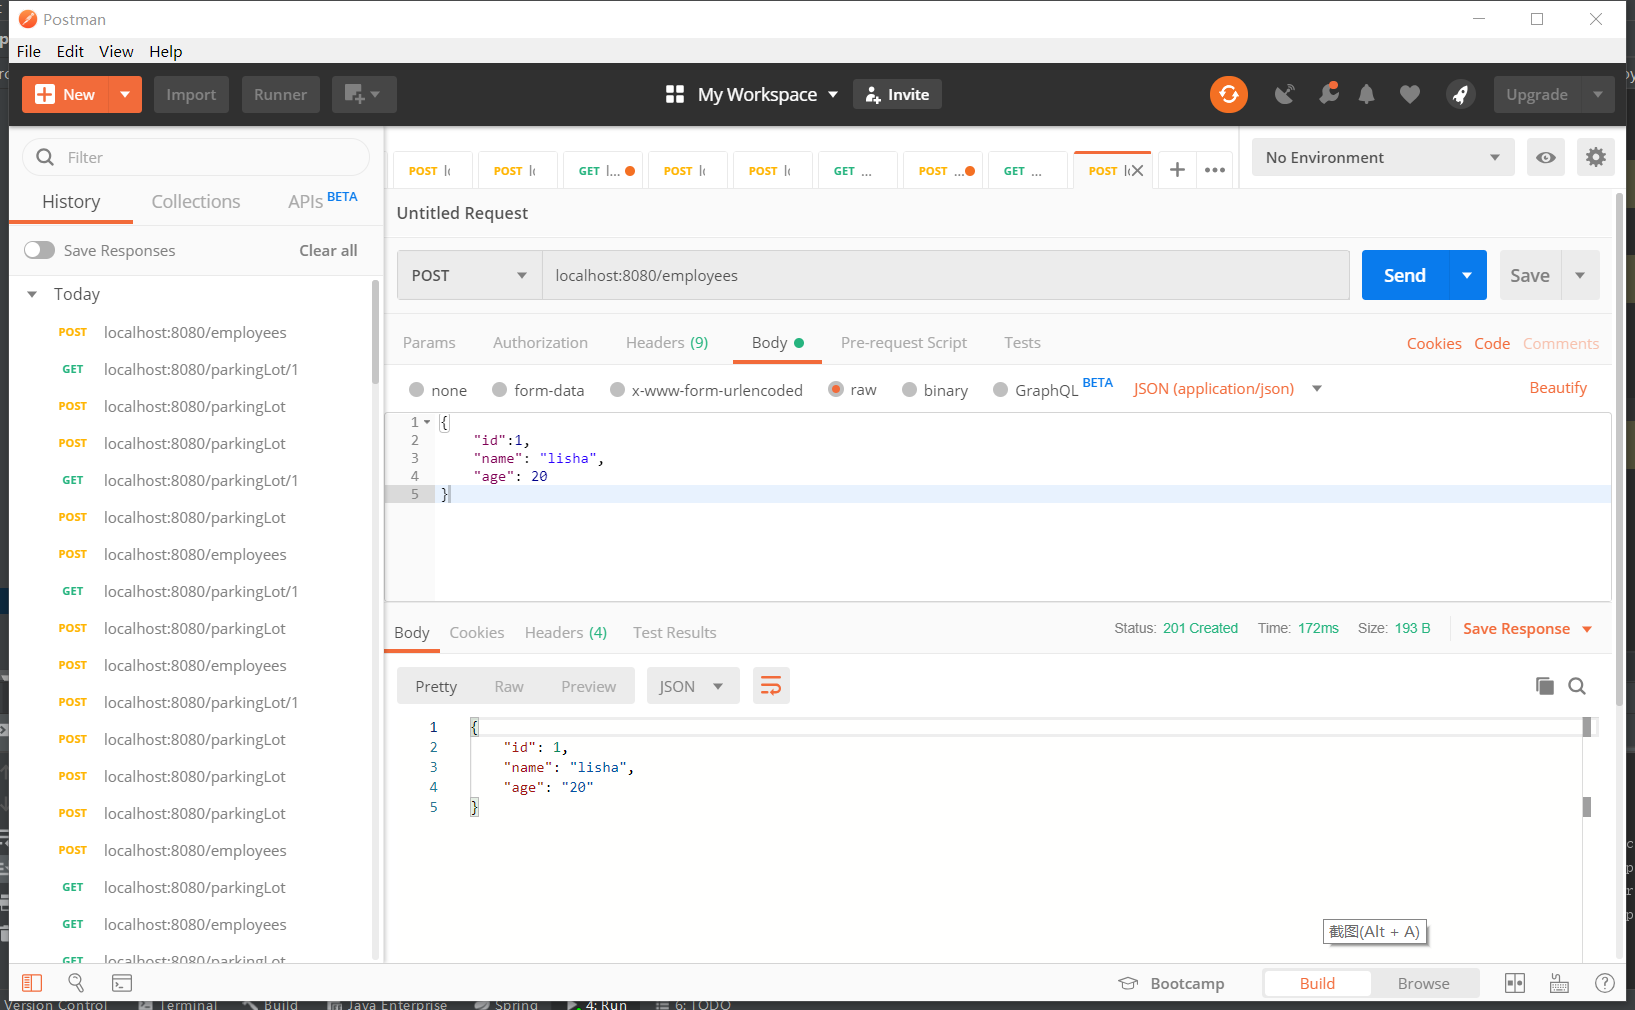 Postman
File Edit View Help
New Import Runner My Workspace Invite Upgrade
Filter
History Collections APIs BETA
Save Responses Clear all
Today
POST localhost:8080/employees
GET localhost:8080/parkingLot/1
POST localhost:8080/parkingLot
POST localhost:8080/parkingLot
GET localhost:8080/parkingLot/1
POST localhost:8080/parkingLot
POST localhost:8080/employees
GET localhost:8080/parkingLot/1
POST localhost:8080/parkingLot
POST localhost:8080/employees
GET localhost:8080/parkingLot/1
POST localhost:8080/parkingLot
POST localhost:8080/parkingLot
POST localhost:8080/parkingLot
POST localhost:8080/employees
GET localhost:8080/parkingLot
GET localhost:8080/employees
GET localhost:8080/parkingLot
POST POST GET l... POST POST GET ... POST ... GET ... POST
No Environment
Untitled Request
POST localhost:8080/employees Send Save
Params Authorization Headers (9) Body Pre-request Script Tests Cookies Code Comments
none form-data x-www-form-urlencoded raw binary GraphQL BETA JSON (application/json) Beautify
1 {
2 "id":1,
3 "name": "lisha",
4 "age": 20
5 }
Body Cookies Headers (4) Test Results Status: 201 Created Time: 172ms Size: 193 B Save Response
Pretty Raw Preview JSON
1 {
2 "id": 1,
3 "name": "lisha",
4 "age": "20"
5 }
截图(Alt + A)
Bootcamp Build Browse
Version Control Terminal Build Java Enterprise Spring 4: Run 6: TODO